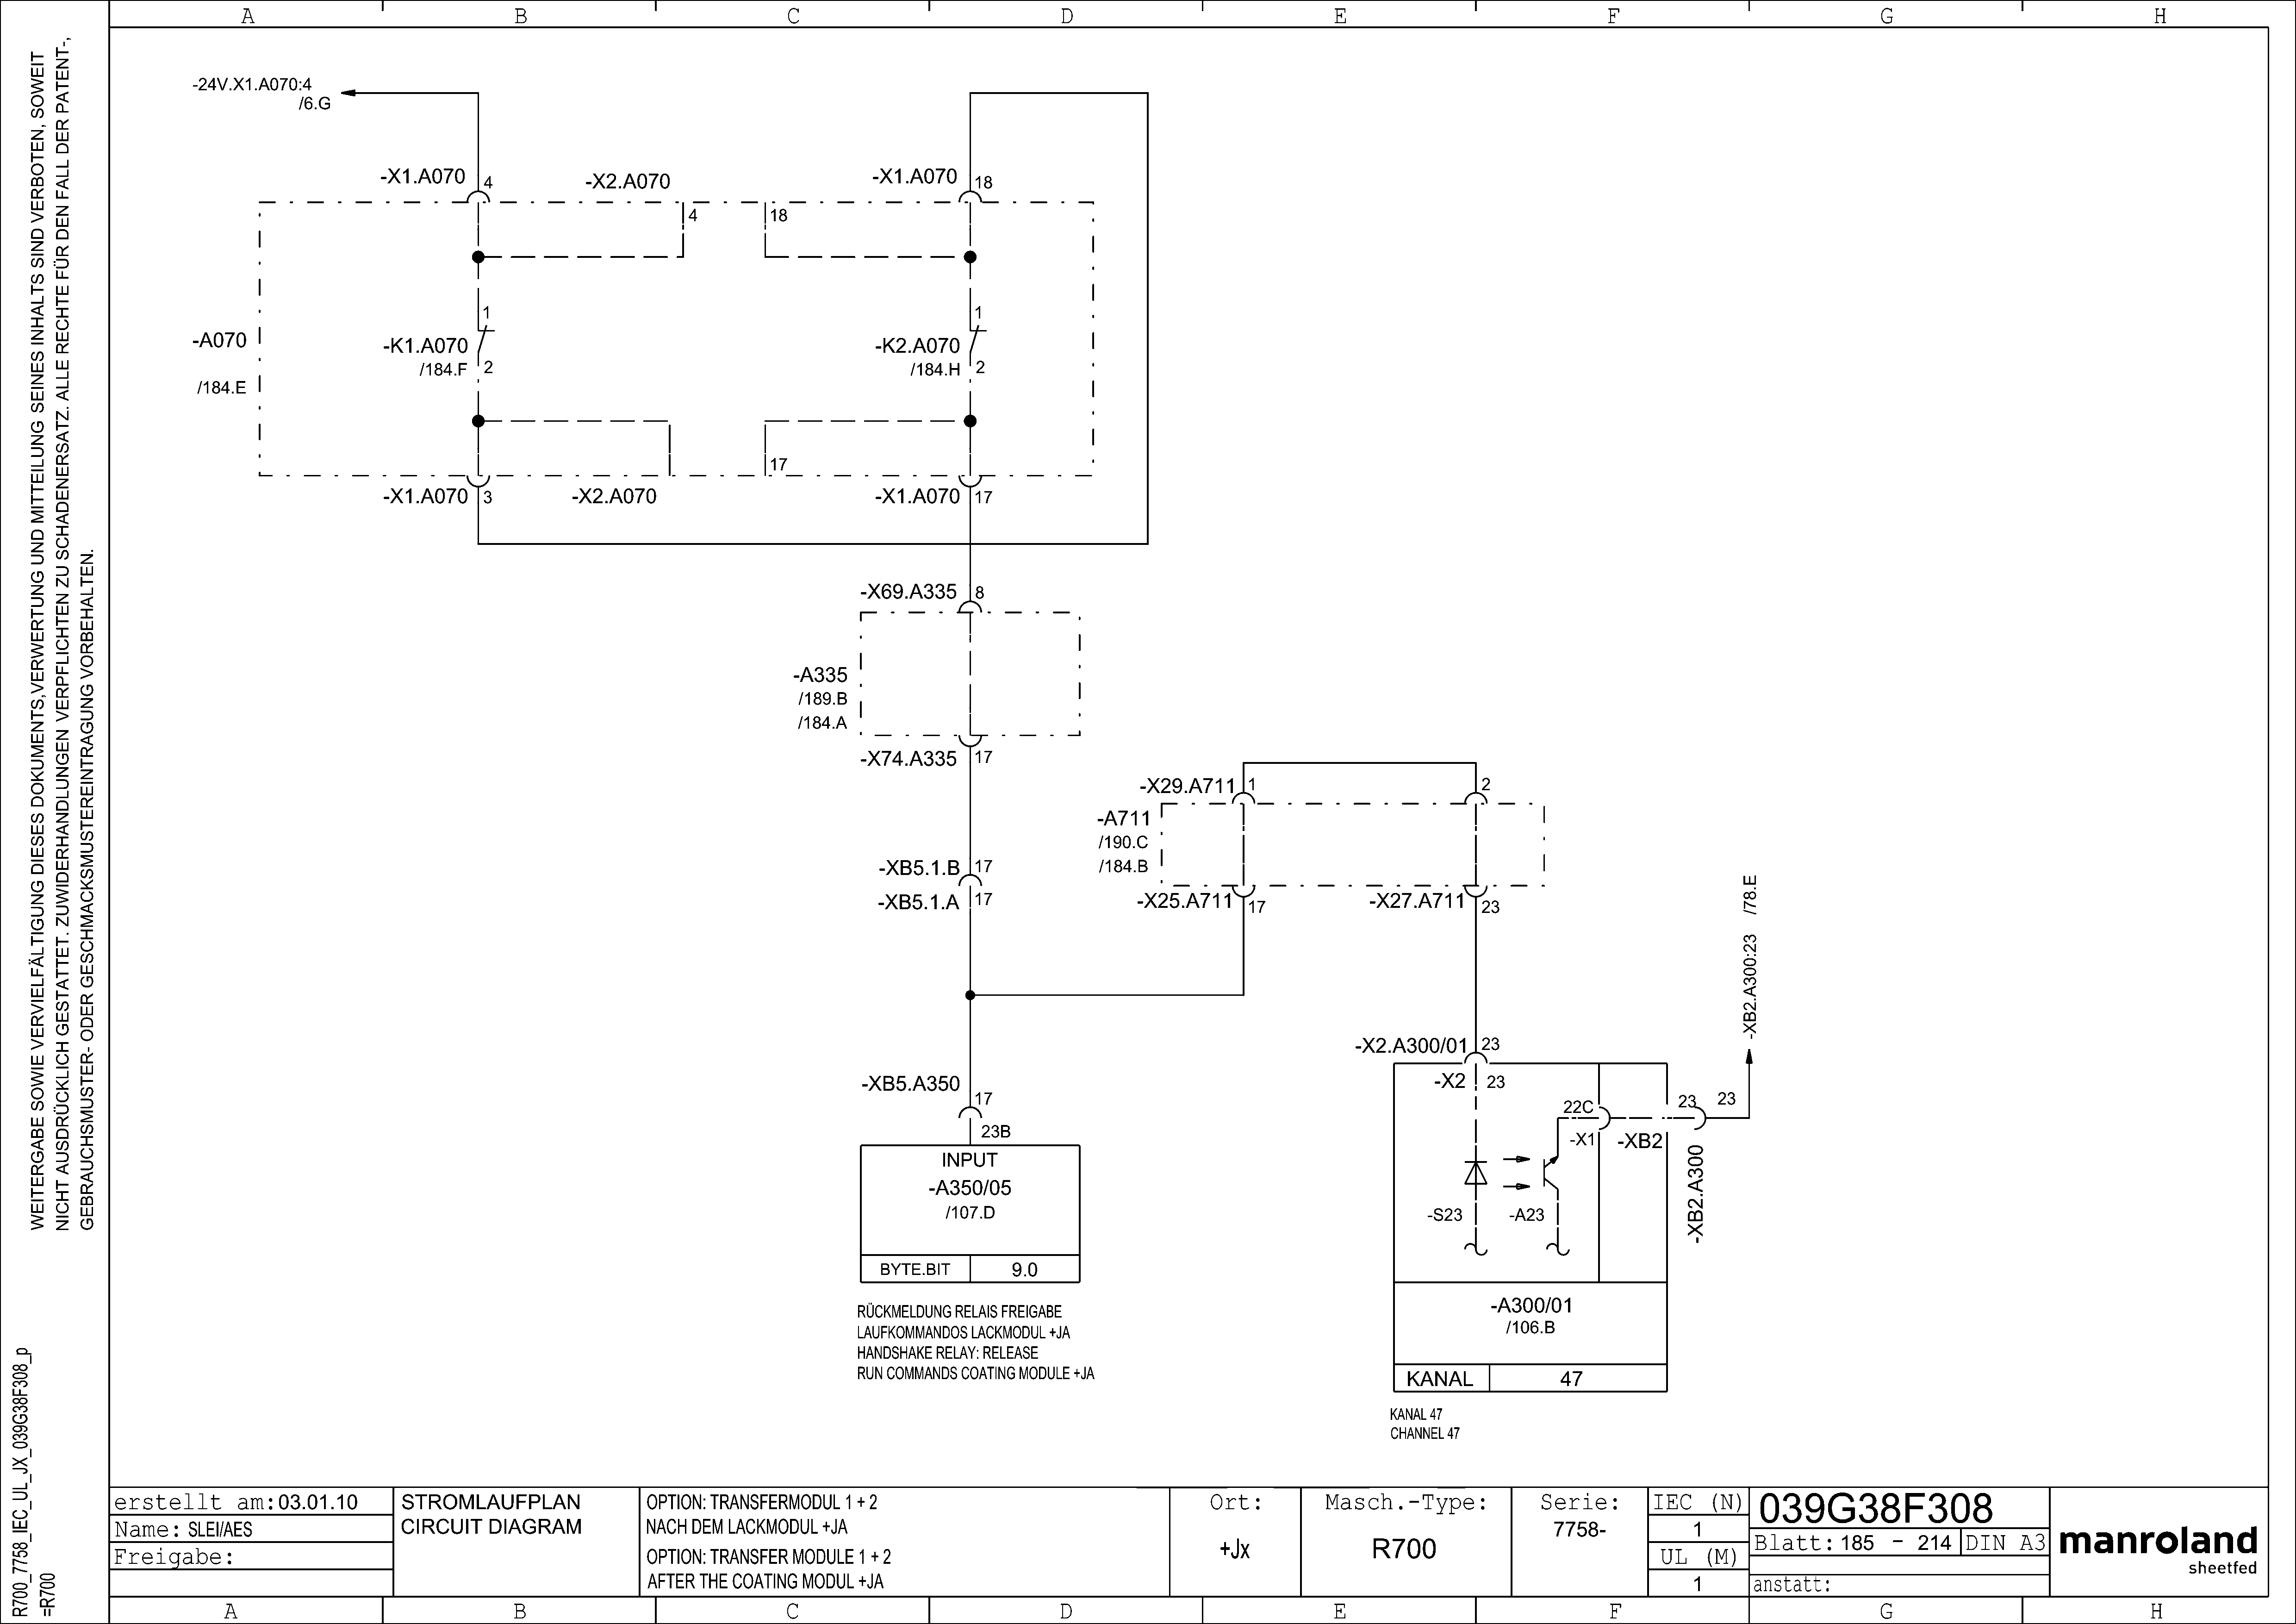 A B C D E F G H
WEITERGABE SOWIE VERVIELFÄLTIGUNG DIESES DOKUMENTS,VERWERTUNG UND MITTEILUNG SEINES INHALTS SIND VERBOTEN, SOWEIT
NICHT AUSDRÜCKLICH GESTATTET. ZUWIDERHANDLUNGEN VERPFLICHTEN ZU SCHADENERSATZ. ALLE RECHTE FÜR DEN FALL DER PATENT-,
GEBRAUCHSMUSTER- ODER GESCHMACKSMUSTEREINTRAGUNG VORBEHALTEN.
R700_7758_IEC_UL_JX_039G38F308_p
=R700
-24V.X1.A070:4
/6.G
-X1.A070 4
-X2.A070
-X1.A070 18
4
18
-A070
/184.E
1
-K1.A070
/184.F 2
1
-K2.A070
/184.H 2
17
-X1.A070 3
-X2.A070
-X1.A070 17
-X69.A335 8
-A335
/189.B
/184.A
-X74.A335 17
-X29.A711 1
2
-A711
/190.C
/184.B
-XB5.1.B 17
-XB5.1.A 17
-X25.A711 17
-X27.A711 23
-XB2.A300:23 /78.E
-X2.A300/01 23
-X2 23
-XB5.A350
17
23B
INPUT
-A350/05
/107.D
BYTE.BIT 9.0
RÜCKMELDUNG RELAIS FREIGABE
LAUFKOMMANDOS LACKMODUL +JA
HANDSHAKE RELAY: RELEASE
RUN COMMANDS COATING MODULE +JA
22C
-X1
-XB2
23
23
-XB2.A300
-S23
-A23
-A300/01
/106.B
KANAL 47
KANAL 47
CHANNEL 47
erstellt am: 03.01.10
Name: SLEI/AES
Freigabe:
STROMLAUFPLAN
CIRCUIT DIAGRAM
OPTION: TRANSFERMODUL 1 + 2
NACH DEM LACKMODUL +JA
OPTION: TRANSFER MODULE 1 + 2
AFTER THE COATING MODUL +JA
Ort:
+Jx
Masch.-Type:
R700
Serie:
7758-
IEC (N)
1
UL (M)
1
039G38F308
Blatt: 185 - 214 DIN A3
anstatt:
manroland
sheetfed
A B C D E F G H